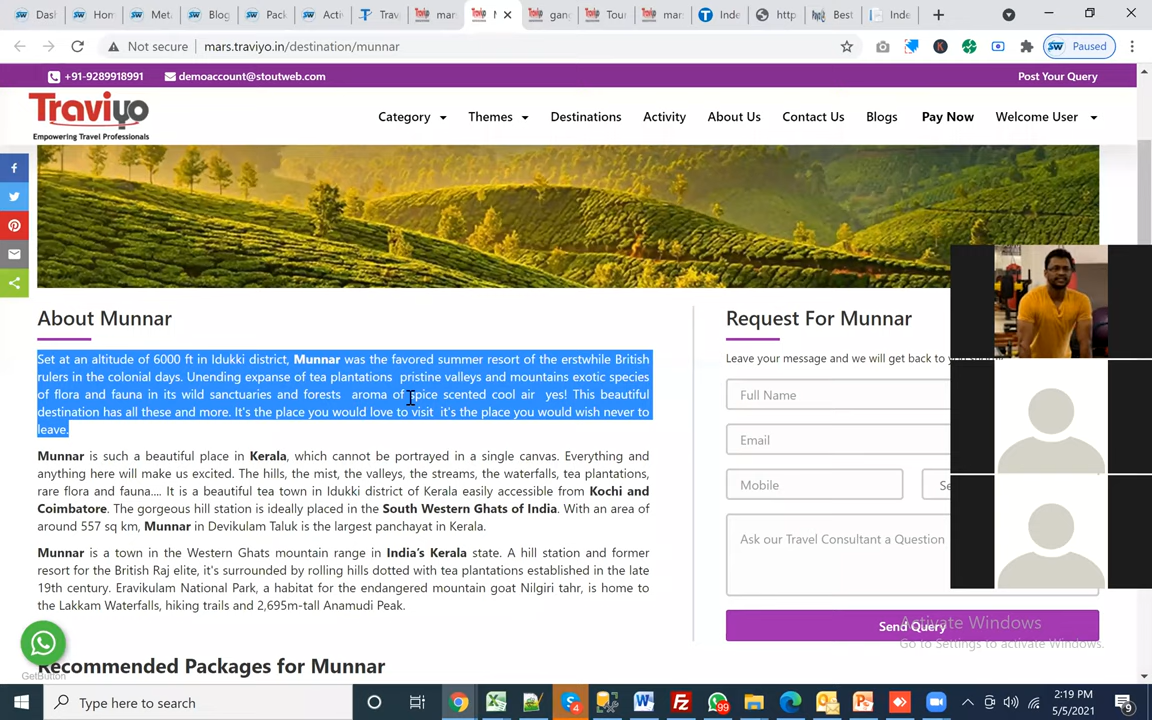 Das
Hom
Met
Blog
Pack
Acti
Trav
mar
gan
Tour
mar
Inde
http
Best
Inde
Not secure
mars.traviyo.in/destination/munnar
Paused
+91-9289918991
demoaccount@stoutweb.com
Post Your Query
Traviyo
Empowering Travel Professionals
Category
Themes
Destinations
Activity
About Us
Contact Us
Blogs
Pay Now
Welcome User
About Munnar
Set at an altitude of 6000 ft in Idukki district, Munnar was the favored summer resort of the erstwhile British
rulers in the colonial days. Unending expanse of tea plantations pristine valleys and mountains exotic species
of flora and fauna in its wild sanctuaries and forests aroma of spice scented cool air yes! This beautiful
destination has all these and more. It's the place you would love to visit it's the place you would wish never to
leave.
Munnar is such a beautiful place in Kerala, which cannot be portrayed in a single canvas. Everything and
anything here will make us excited. The hills, the mist, the valleys, the streams, the waterfalls, tea plantations,
rare flora and fauna.... It is a beautiful tea town in Idukki district of Kerala easily accessible from Kochi and
Coimbatore. The gorgeous hill station is ideally placed in the South Western Ghats of India. With an area of
around 557 sq km, Munnar in Devikulam Taluk is the largest panchayat in Kerala.
Munnar is a town in the Western Ghats mountain range in India's Kerala state. A hill station and former
resort for the British Raj elite, it's surrounded by rolling hills dotted with tea plantations established in the late
19th century. Eravikulam National Park, a habitat for the endangered mountain goat Nilgiri tahr, is home to
the Lakkam Waterfalls, hiking trails and 2,695m-tall Anamudi Peak.
Recommended Packages for Munnar
GetButton
Request For Munnar
Leave your message and we will get back to you
Full Name
Email
Mobile
Se
Ask our Travel Consultant a Question
Send Query
Activate Windows
Go to Settings to activate Windows.
Type here to search
4
99
2:19 PM
5/5/2021
9